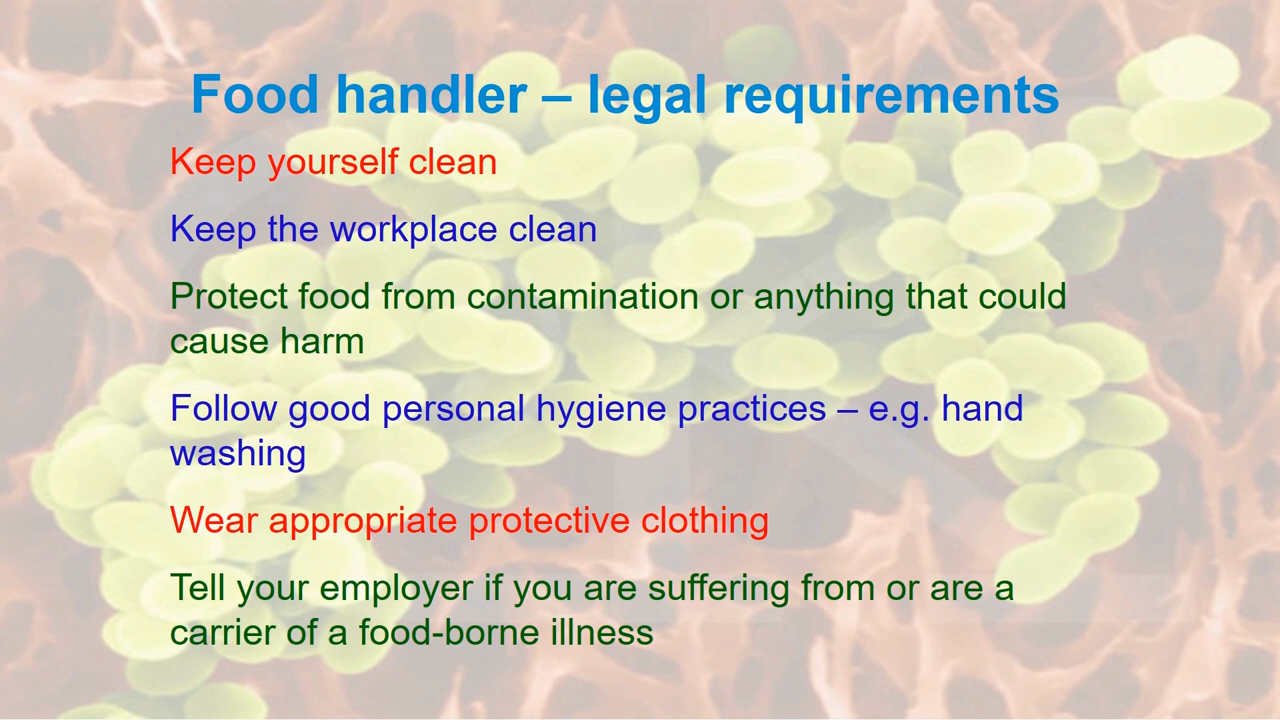 Food handler – legal requirements
Keep yourself clean
Keep the workplace clean
Protect food from contamination or anything that could
cause harm
Follow good personal hygiene practices – e.g. hand
washing
Wear appropriate protective clothing
Tell your employer if you are suffering from or are a
carrier of a food-borne illness